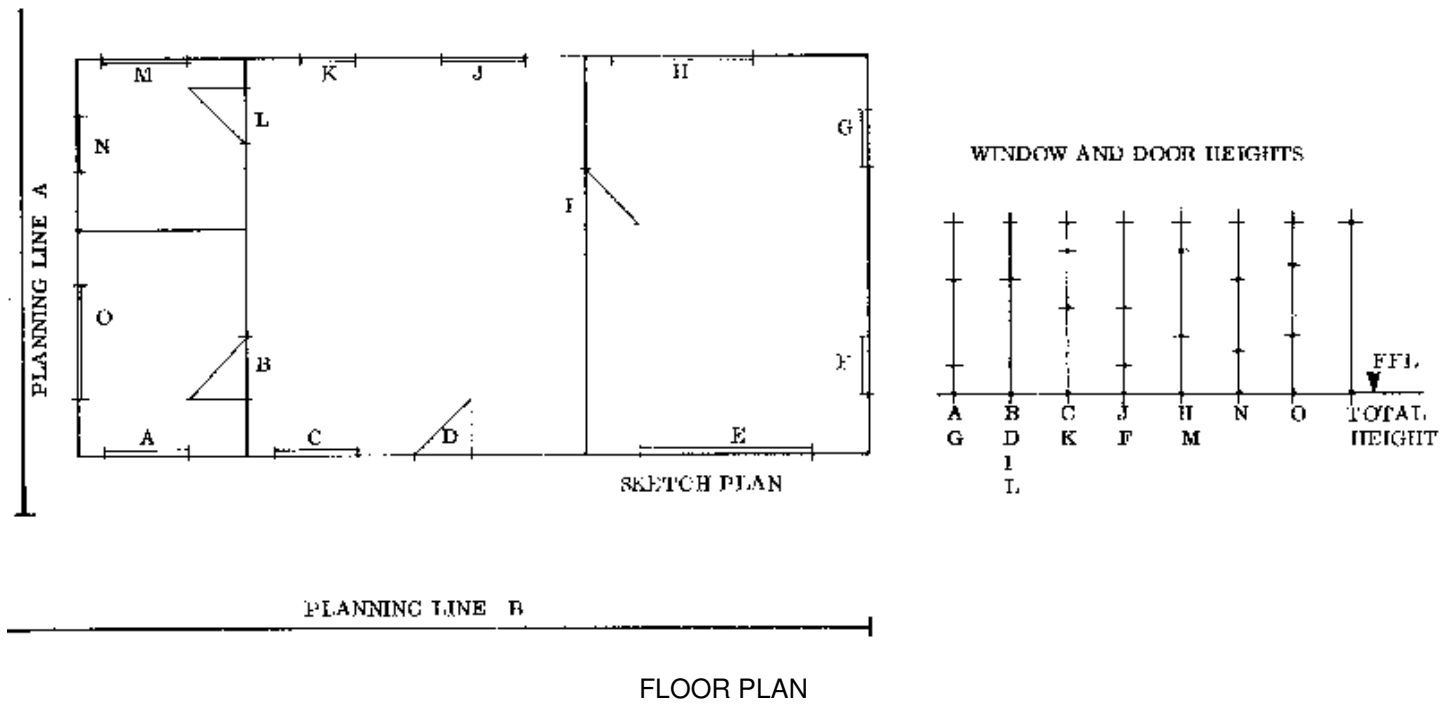 M
K
J
H
L
N
G
WINDOW AND DOOR HEIGHTS
PLANNING LINE A
I
O
B
F
A
C
D
E
SKETCH PLAN
FFL
A B C J H N O TOTAL
G D K F M HEIGHT
I
L
PLANNING LINE B
FLOOR PLAN